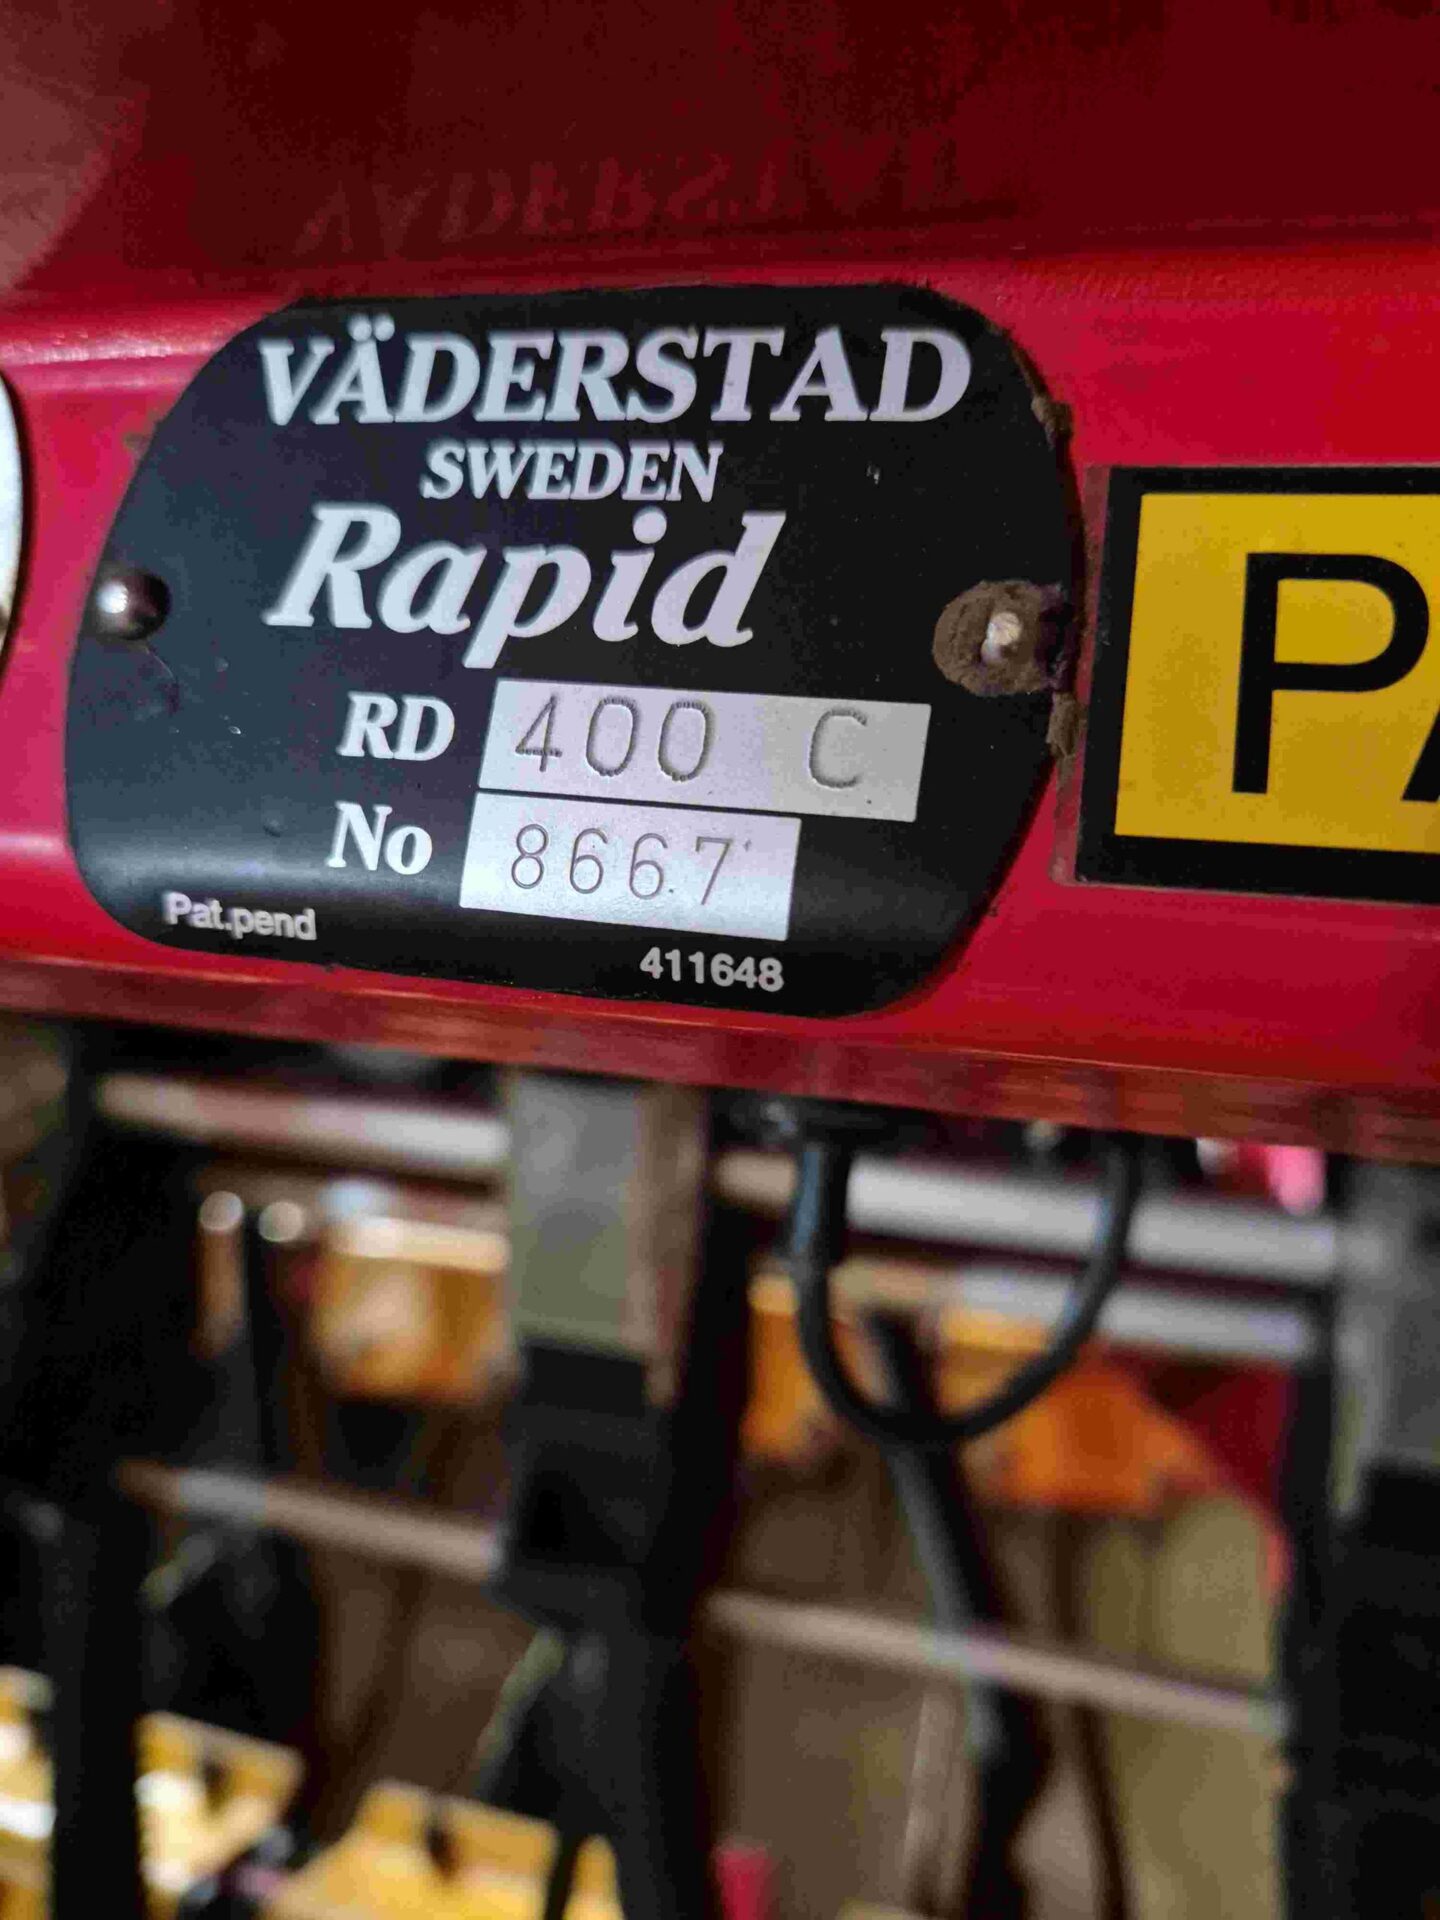 VÄDERSTAD
SWEDEN
Rapid
RD 400 C
No 8667
Pat.pend
411648
P